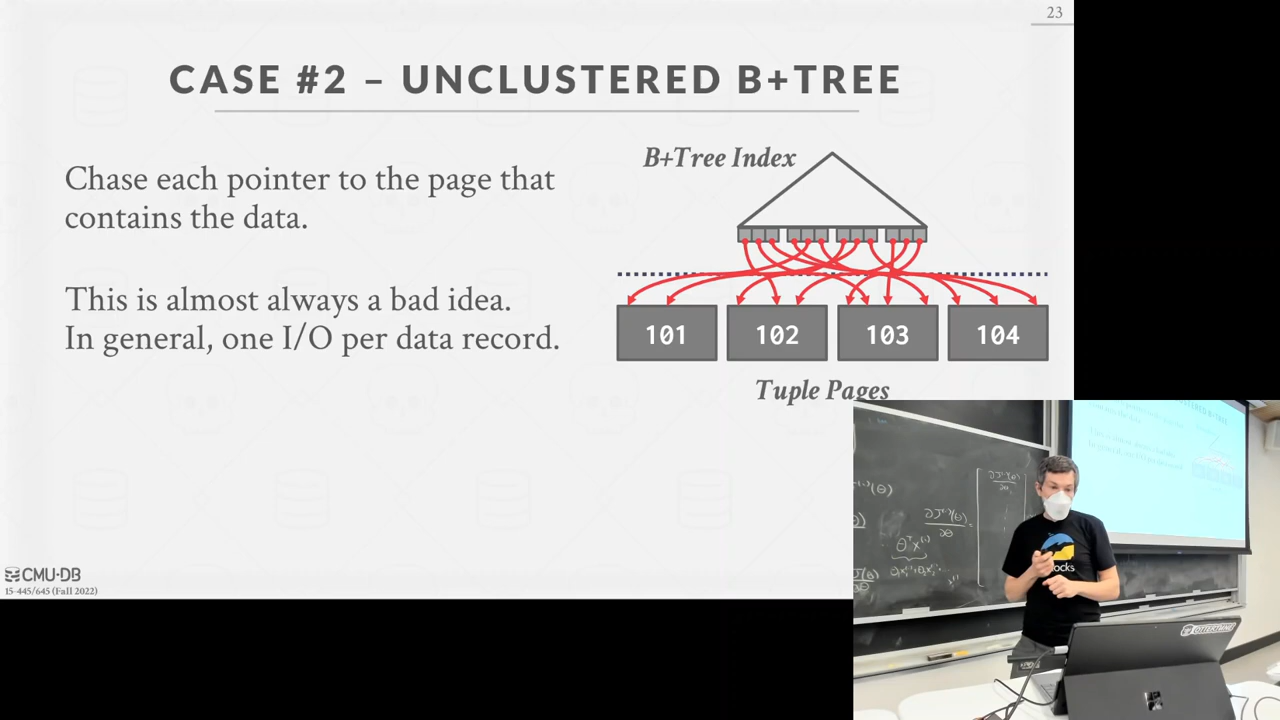 23
CASE #2 – UNCLUSTERED B+TREE
Chase each pointer to the page that
contains the data.
This is almost always a bad idea.
In general, one I/O per data record.
B+Tree Index
101 102 103 104
Tuple Pages
CMU·DB
15-445/645 (Fall 2022)